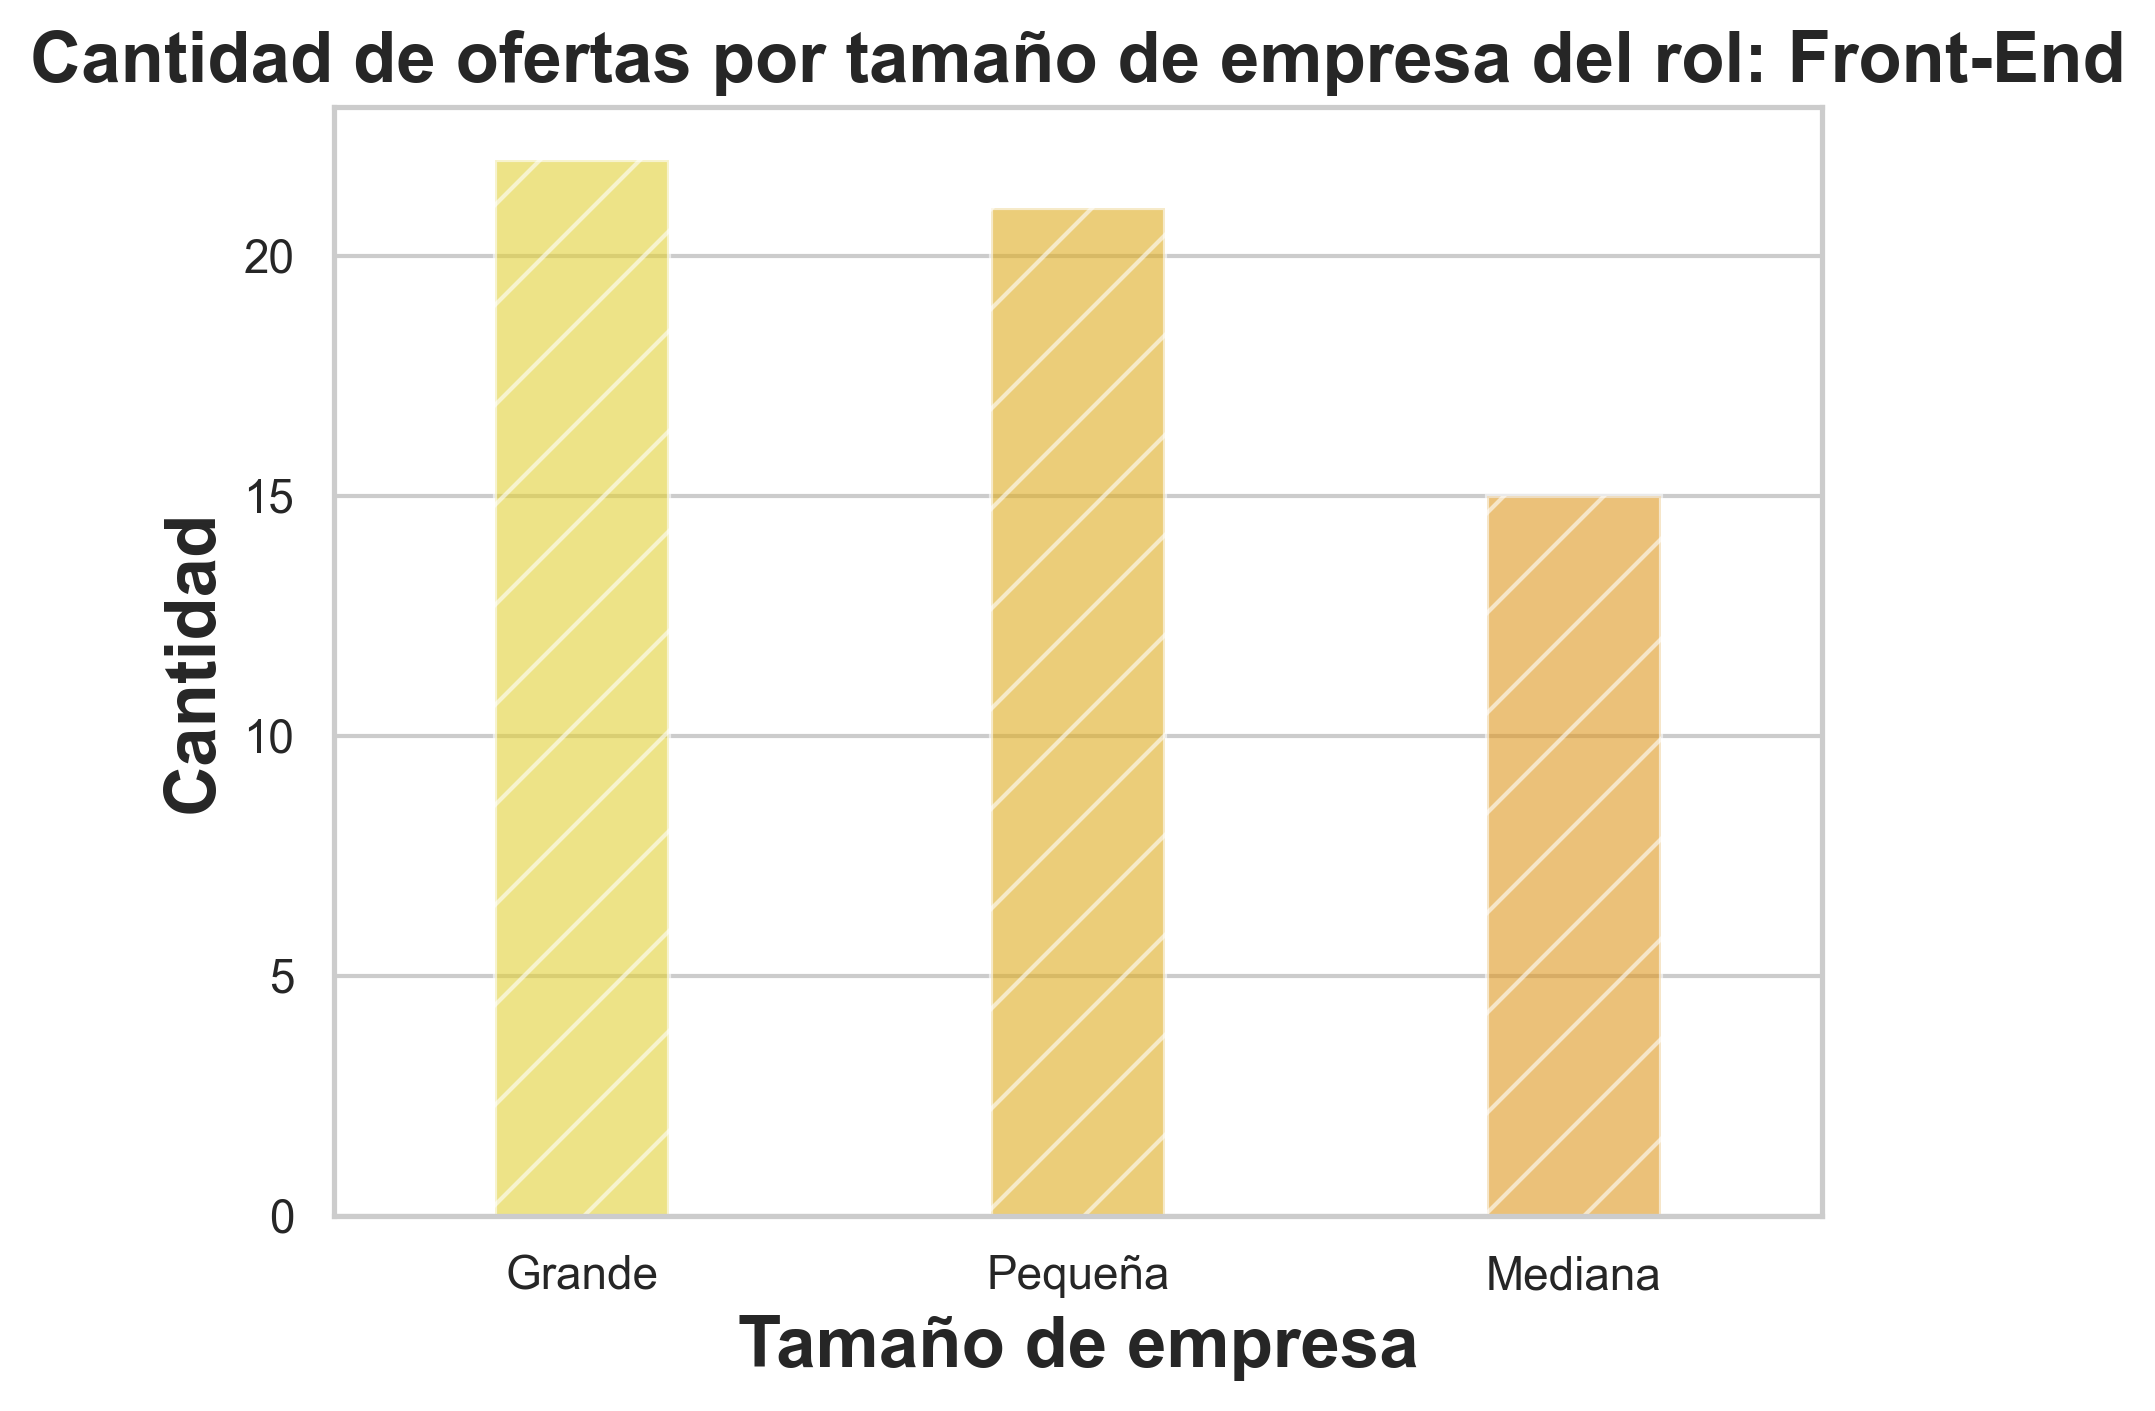 Cantidad de ofertas por tamaño de empresa del rol: Front-End
Cantidad
20
15
10
5
0
Grande
Pequeña
Mediana
Tamaño de empresa